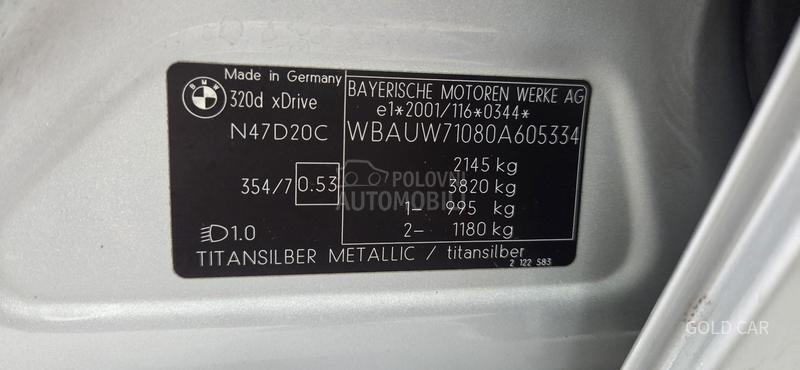 BMW
Made in Germany
320d xDrive
N47D20C
354/7 0.53
1.0
BAYERISCHE MOTOREN WERKE AG
e1*2001/116*0344*
WBAUW71080A605334
2145 kg
3820 kg
1- 995 kg
2- 1180 kg
TITANSILBER METALLIC / titansilber
2 122 583
POLOVNI
AUTOMOBILI
GOLD CAR